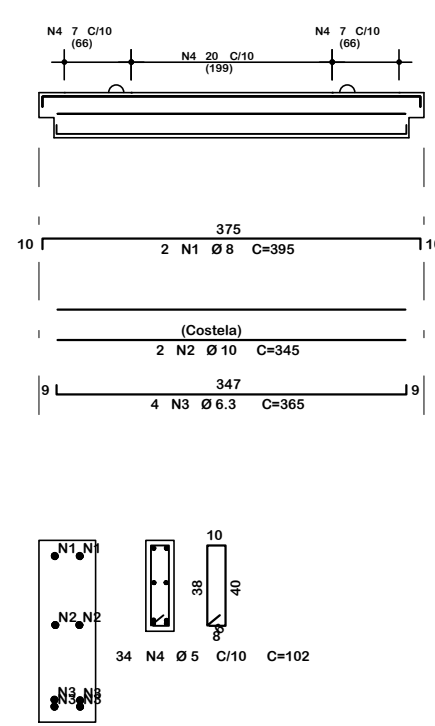 N4 7 C/10
(66)
N4 20 C/10
(199)
N4 7 C/10
(66)
375
10
10
2 N1 Ø 8 C=395
(Costela)
2 N2 Ø 10 C=345
347
9
9
4 N3 Ø 6.3 C=365
N1 N1
N2 N2
N3 N3
N3 N3
10
38
40
8
34 N4 Ø 5 C/10 C=102